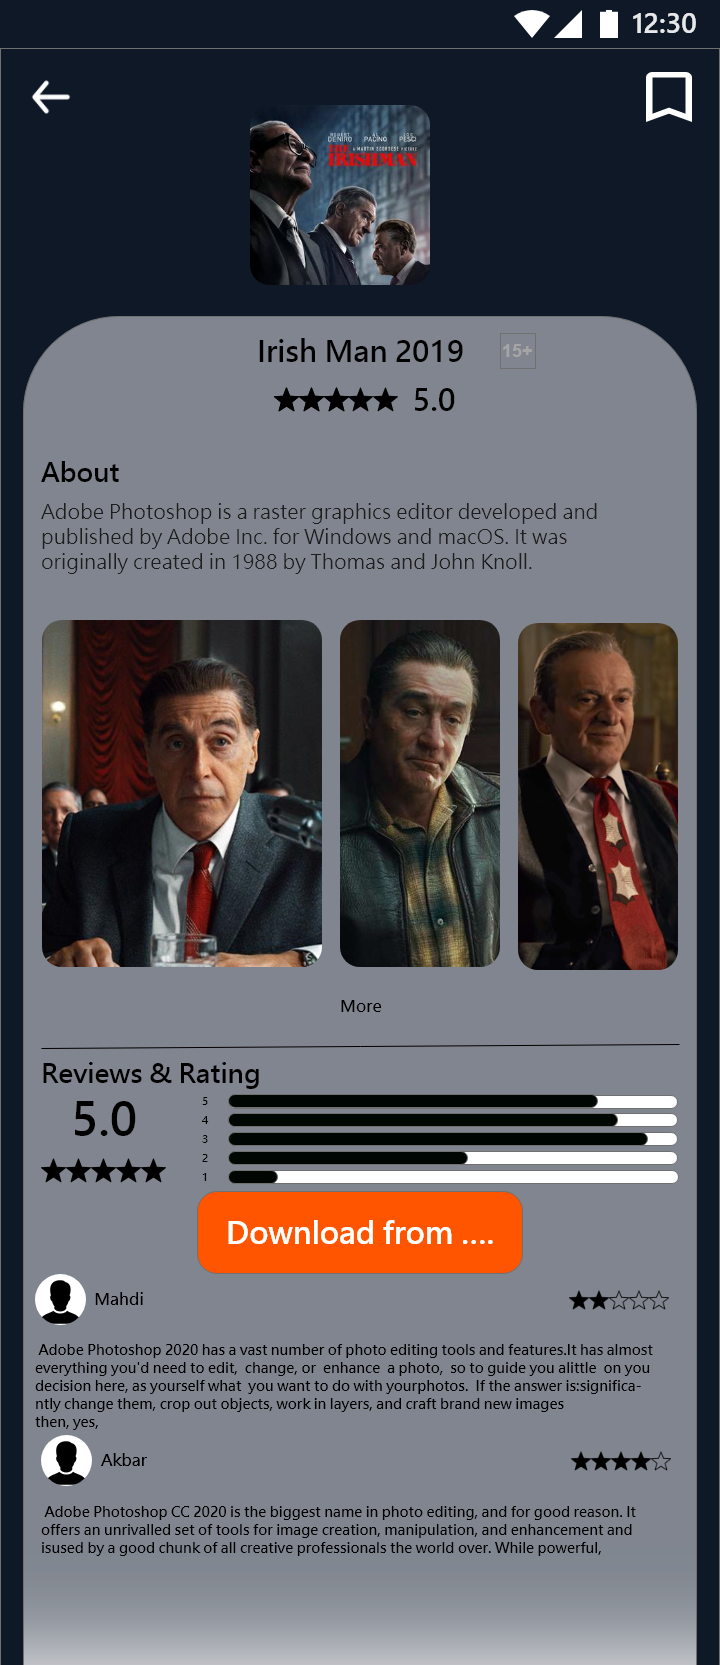 12:30
ROBERT AL JOE
DENIRO PACINO PESCI
A MARTIN SCORSESE PICTURE
THE
IRISHMAN
Irish Man 2019 15+
5.0
About
Adobe Photoshop is a raster graphics editor developed and
published by Adobe Inc. for Windows and macOS. It was
originally created in 1988 by Thomas and John Knoll.
More
Reviews & Rating
5.0
5
4
3
2
1
Download from ....
Mahdi
Adobe Photoshop 2020 has a vast number of photo editing tools and features.It has almost
everything you'd need to edit, change, or enhance a photo, so to guide you alittle on you
decision here, as yourself what you want to do with yourphotos. If the answer is:significa-
ntly change them, crop out objects, work in layers, and craft brand new images
then, yes,
Akbar
Adobe Photoshop CC 2020 is the biggest name in photo editing, and for good reason. It
offers an unrivalled set of tools for image creation, manipulation, and enhancement and
isused by a good chunk of all creative professionals the world over. While powerful,